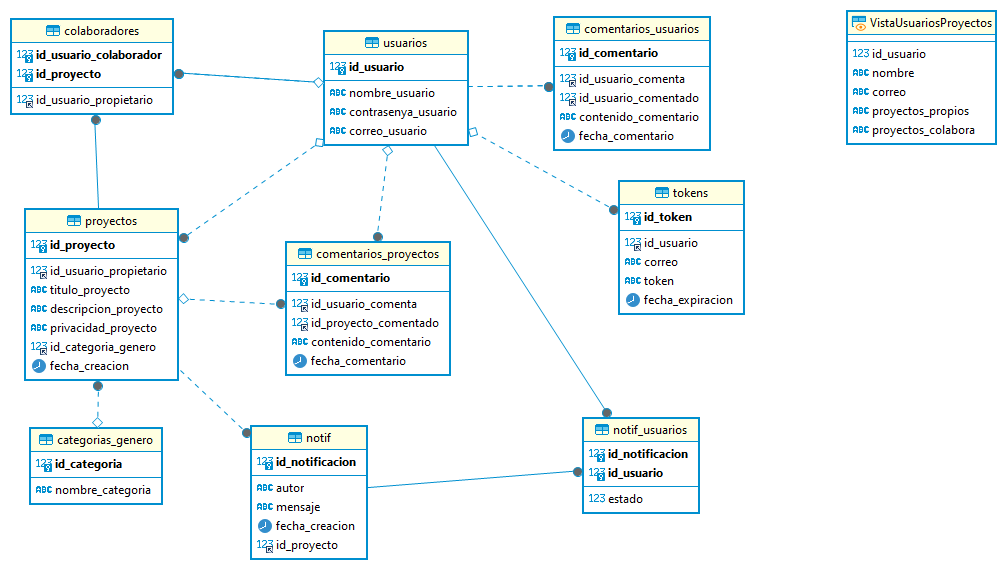 colaboradores
123 id_usuario_colaborador
123 id_proyecto
123 id_usuario_propietario
usuarios
123 id_usuario
ABC nombre_usuario
ABC contrasenya_usuario
ABC correo_usuario
comentarios_usuarios
123 id_comentario
123 id_usuario_comenta
123 id_usuario_comentado
ABC contenido_comentario
fecha_comentario
VistaUsuariosProyectos
123 id_usuario
ABC nombre
ABC correo
ABC proyectos_propios
ABC proyectos_colabora
proyectos
123 id_proyecto
123 id_usuario_propietario
ABC titulo_proyecto
ABC descripcion_proyecto
ABC privacidad_proyecto
123 id_categoria_genero
fecha_creacion
comentarios_proyectos
123 id_comentario
123 id_usuario_comenta
123 id_proyecto_comentado
ABC contenido_comentario
fecha_comentario
tokens
123 id_token
123 id_usuario
ABC correo
ABC token
fecha_expiracion
categorias_genero
123 id_categoria
ABC nombre_categoria
notif
123 id_notificacion
ABC autor
ABC mensaje
fecha_creacion
123 id_proyecto
notif_usuarios
123 id_notificacion
123 id_usuario
123 estado